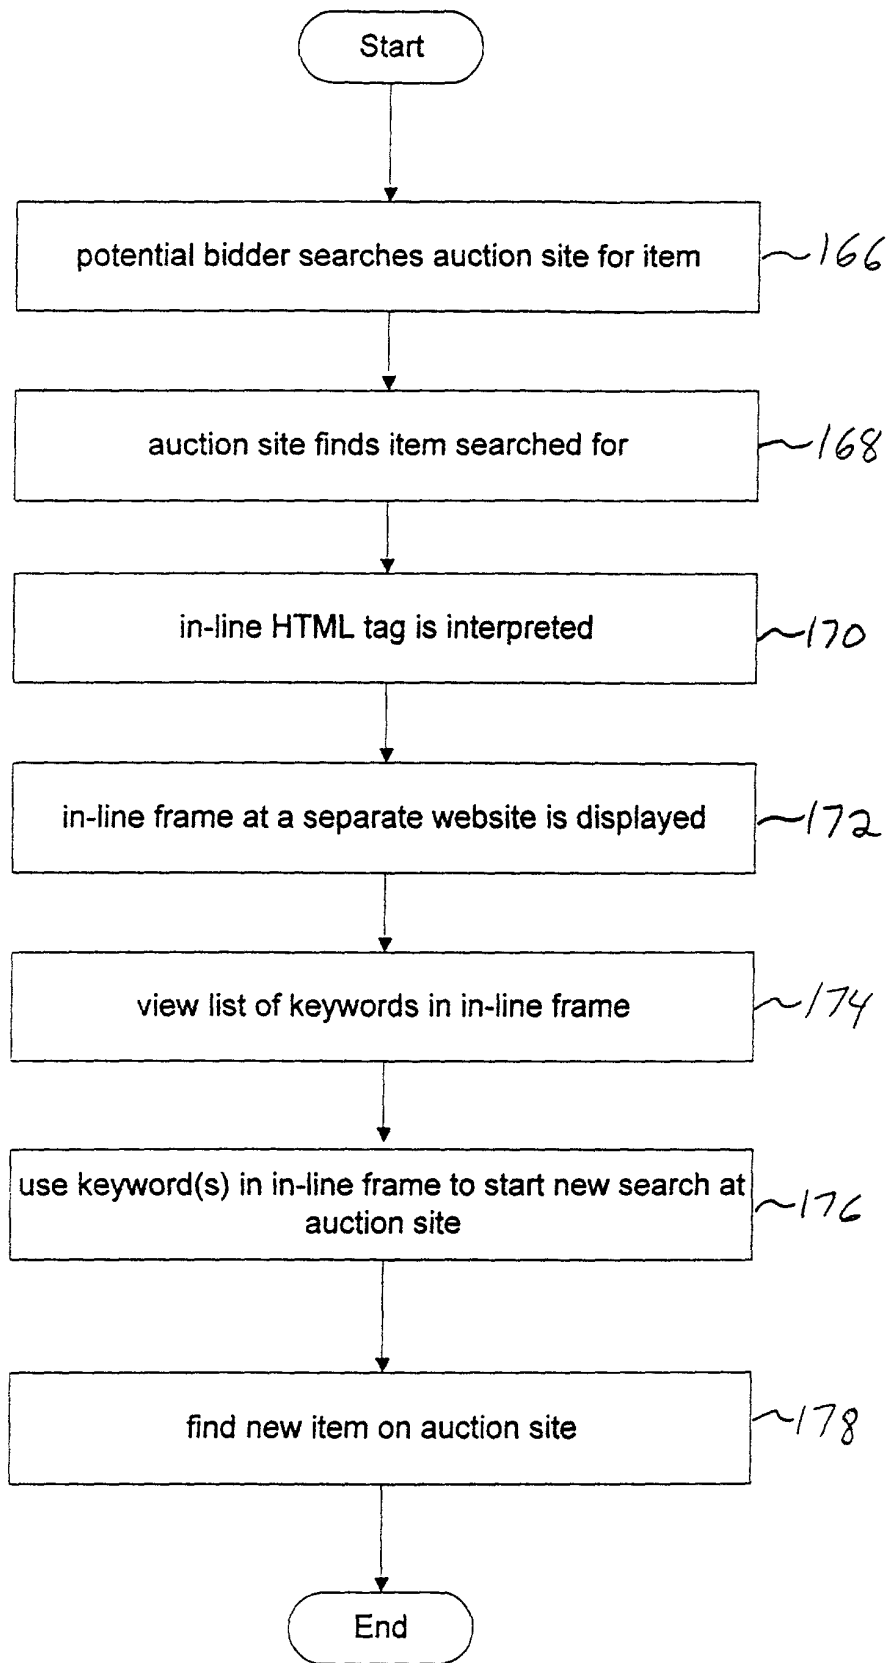 Start
potential bidder searches auction site for item
166
auction site finds item searched for
168
in-line HTML tag is interpreted
170
in-line frame at a separate website is displayed
172
view list of keywords in in-line frame
174
use keyword(s) in in-line frame to start new search at
auction site
176
find new item on auction site
178
End